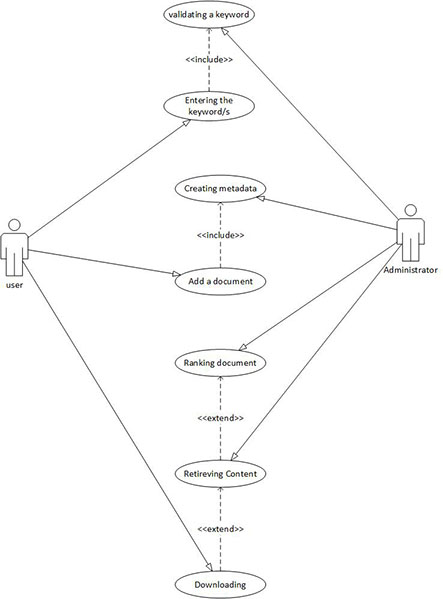 validating a keyword
<<include>>
Entering the
keyword/s
Creating metadata
<<include>>
user
Administrator
Add a document
Ranking document
<<extend>>
Retireving Content
<<extend>>
Downloading